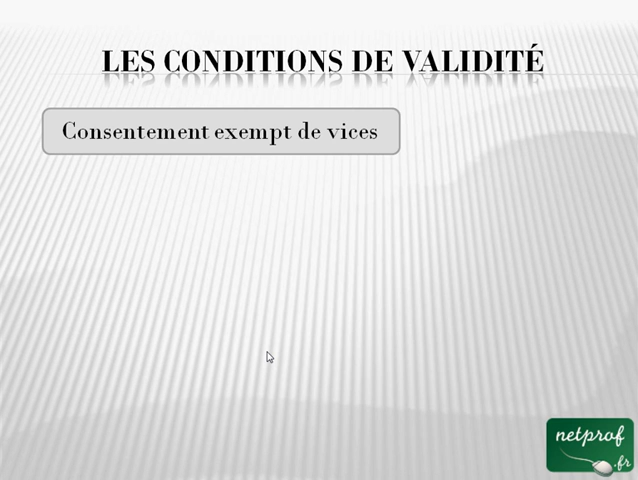 LES CONDITIONS DE VALIDITÉ
Consentement exempt de vices
netprof
.fr